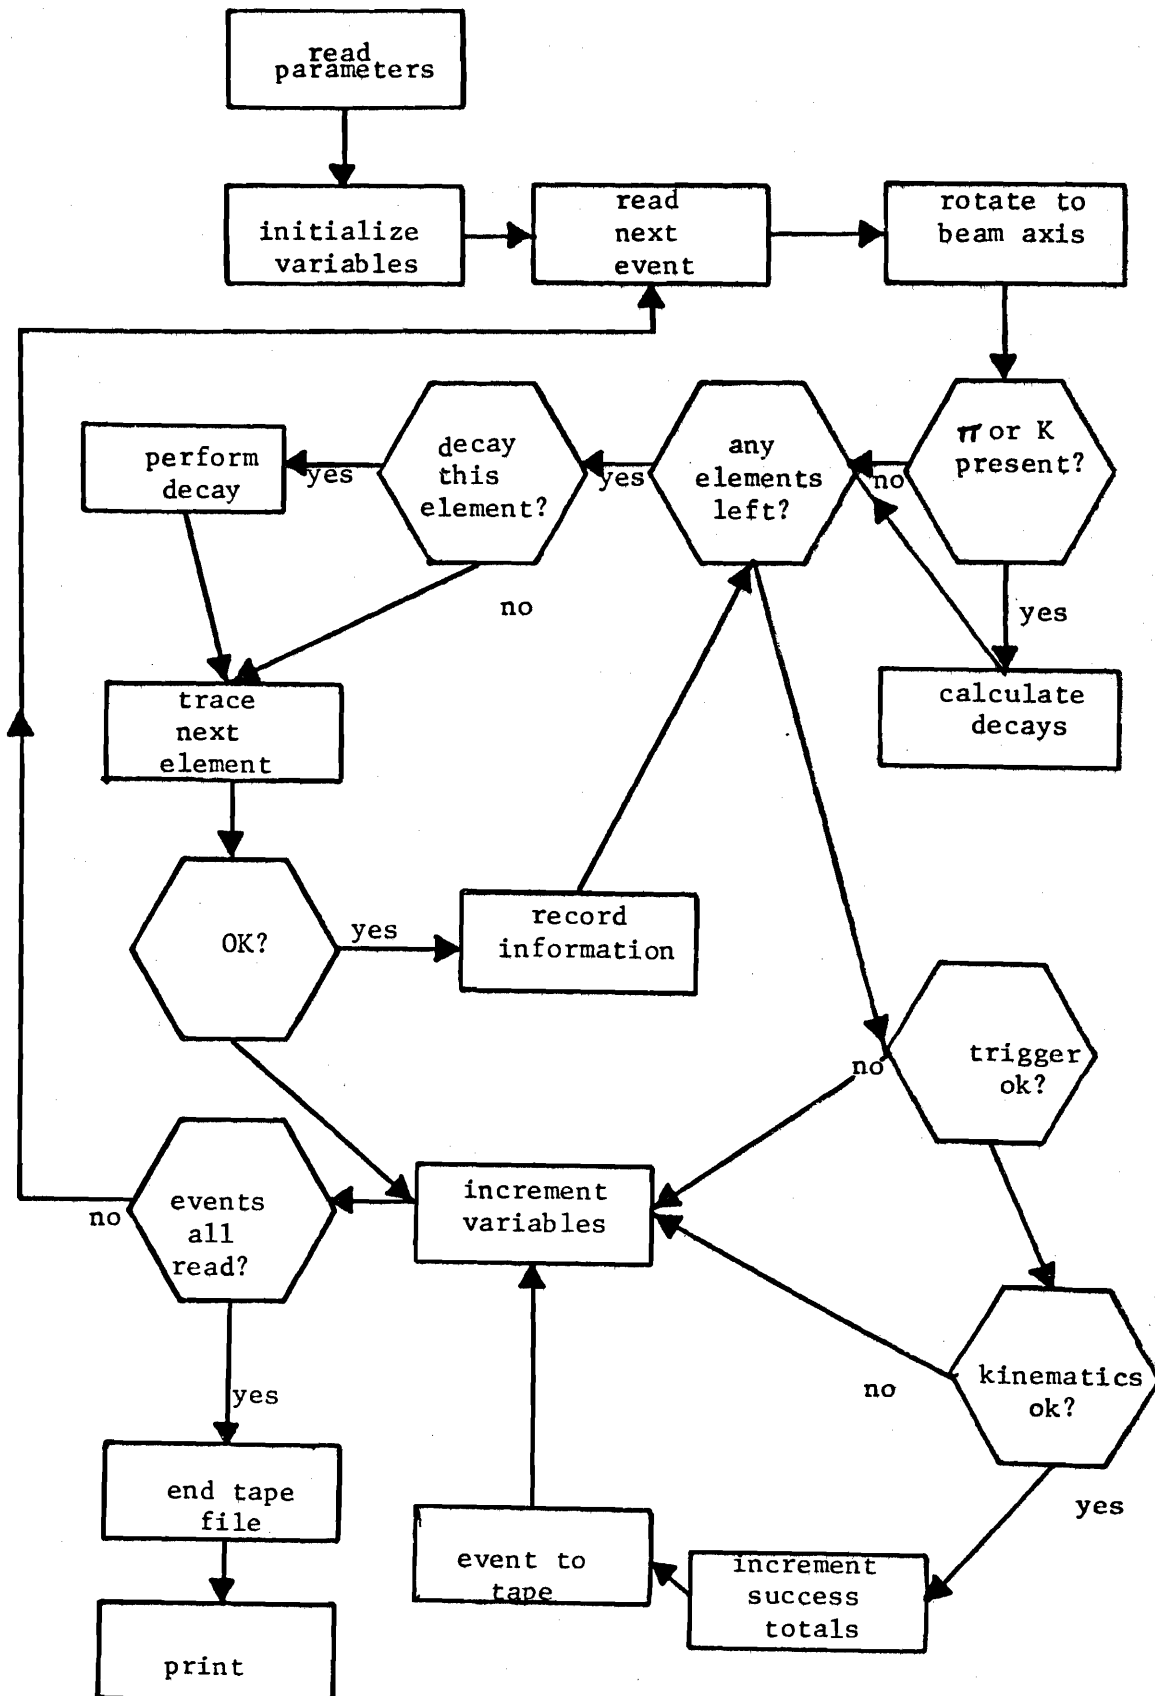 read
parameters
initialize
variables
read
next
event
rotate to
beam axis
π or K
present?
no
yes
calculate
decays
any
elements
left?
yes
decay
this
element?
yes
no
perform
decay
trace
next
element
OK?
yes
record
information
trigger
ok?
no
kinematics
ok?
no
yes
increment
success
totals
event to
tape
increment
variables
events
all
read?
no
yes
end tape
file
print